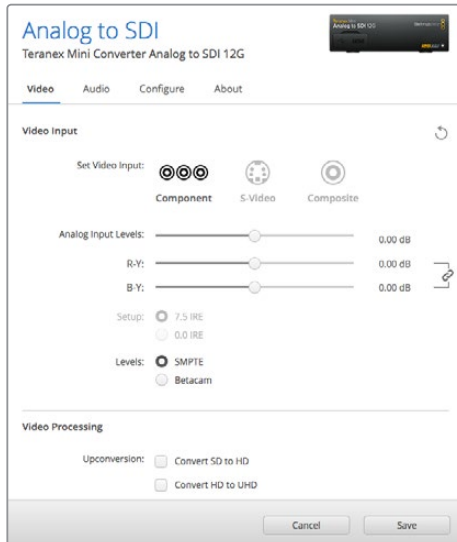 Analog to SDI
Teranex Mini Converter Analog to SDI 12G
Video Audio Configure About
Video Input
Set Video Input:
Component S-Video Composite
Analog Input Levels: 0.00 dB
R-Y: 0.00 dB
B-Y: 0.00 dB
Setup: 7.5 IRE
0.0 IRE
Levels: SMPTE
Betacam
Video Processing
Upconversion: Convert SD to HD
Convert HD to UHD
Cancel Save